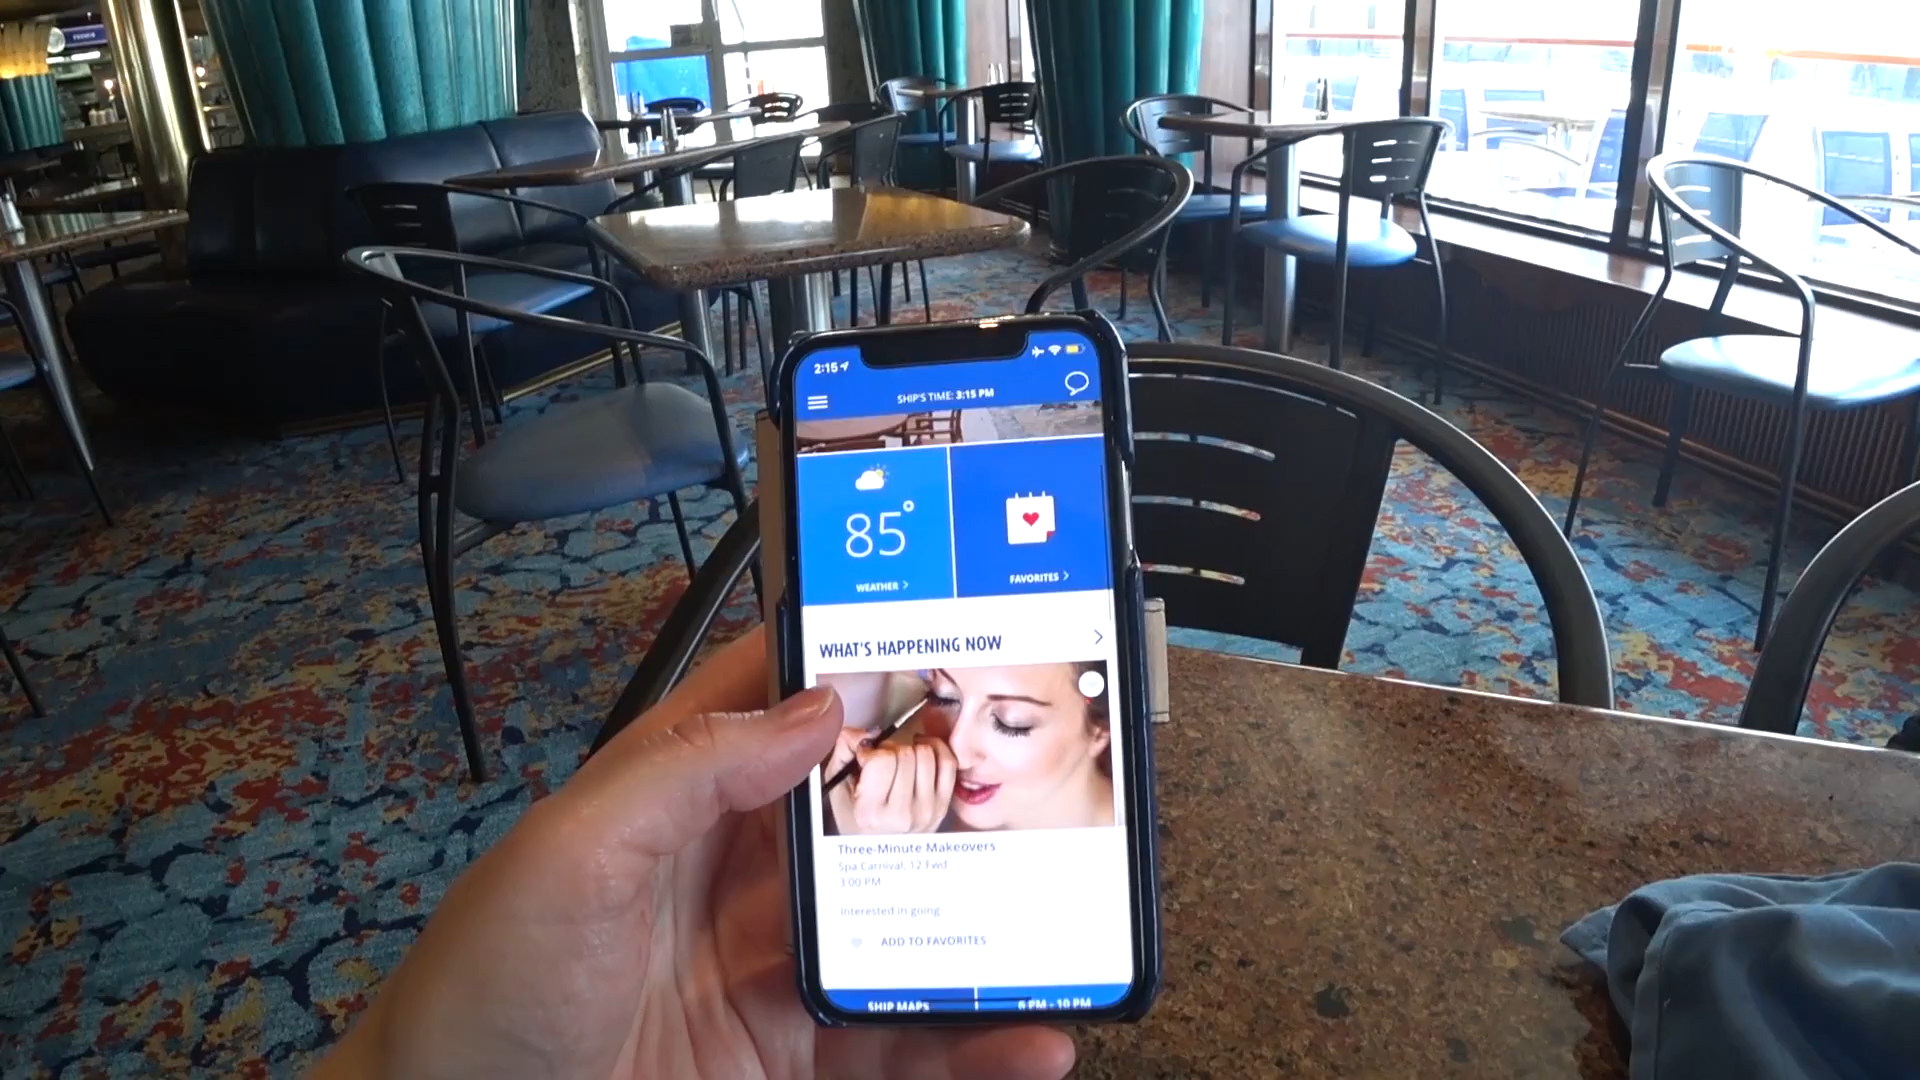 2:15
SHIP'S TIME: 3:15 PM
85°
WEATHER >
FAVORITES >
WHAT'S HAPPENING NOW >
Three-Minute Makeovers
Spa Carnival, 12 Fwd
3:00 PM
Interested in going
ADD TO FAVORITES
SHIP MAPS
6 PM - 10 PM